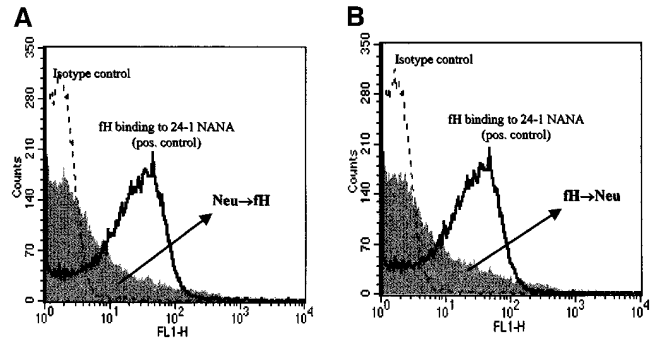 A
350
280
210
140
70
0
Counts
Isotype control
fH binding to 24-1 NANA
(pos. control)
Neu→fH
10⁰ 10¹ 10² 10³ 10⁴
FL1-H
B
350
280
210
140
70
0
Counts
Isotype control
fH binding to 24-1 NANA
(pos. control)
fH→Neu
10⁰ 10¹ 10² 10³ 10⁴
FL1-H